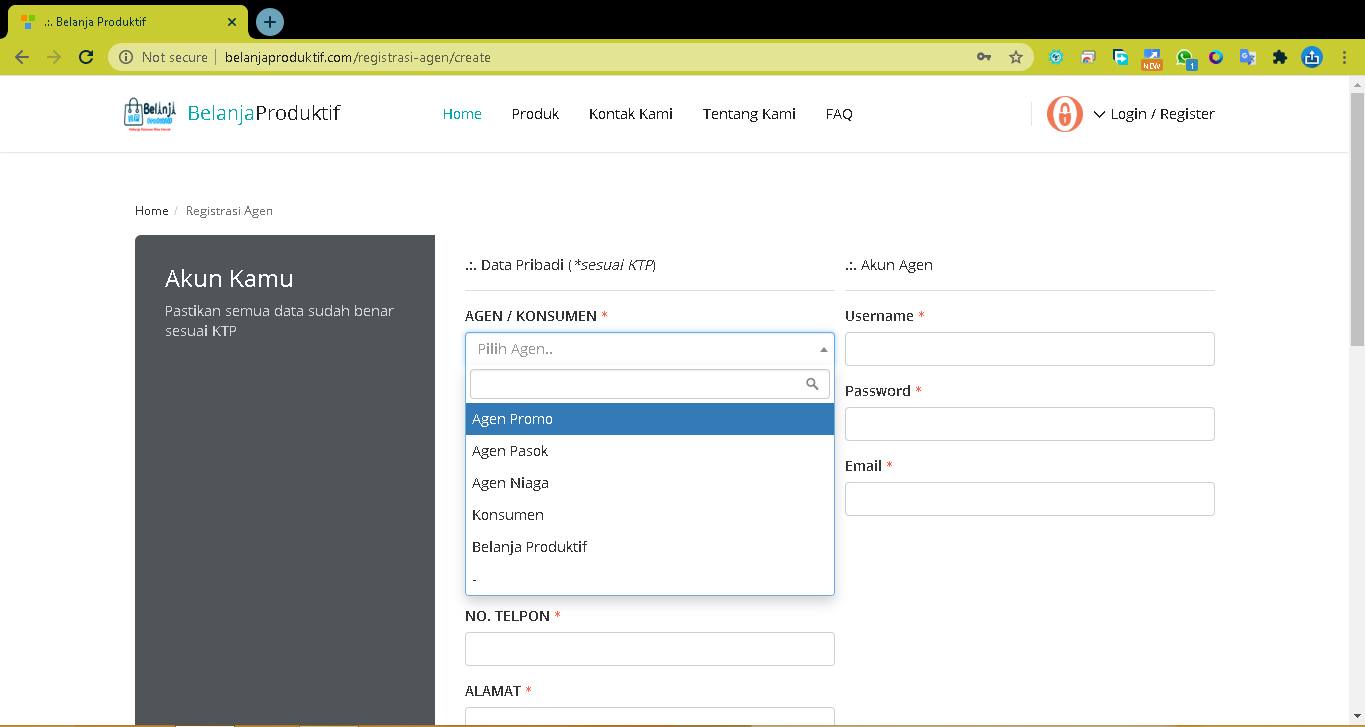 .:. Belanja Produktif
Not secure
belanjaproduktif.com/registrasi-agen/create
NEW
1
Belanja
BelanjaProduktif
Home
Produk
Kontak Kami
Tentang Kami
FAQ
Login / Register
Home / Registrasi Agen
Akun Kamu
Pastikan semua data sudah benar
sesuai KTP
.:. Data Pribadi (*sesuai KTP)
AGEN / KONSUMEN *
Pilih Agen..
Agen Promo
Agen Pasok
Agen Niaga
Konsumen
Belanja Produktif
-
NO. TELPON *
ALAMAT *
.:. Akun Agen
Username *
Password *
Email *